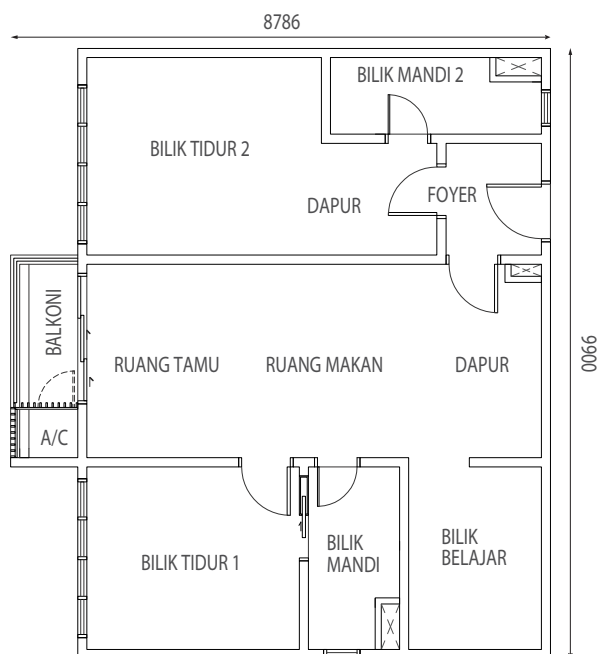 8786
BILIK MANDI 2
BILIK TIDUR 2
FOYER
DAPUR
BALKONI
RUANG TAMU
RUANG MAKAN
DAPUR
9900
A/C
BILIK TIDUR 1
BILIK
MANDI
BILIK
BELAJAR